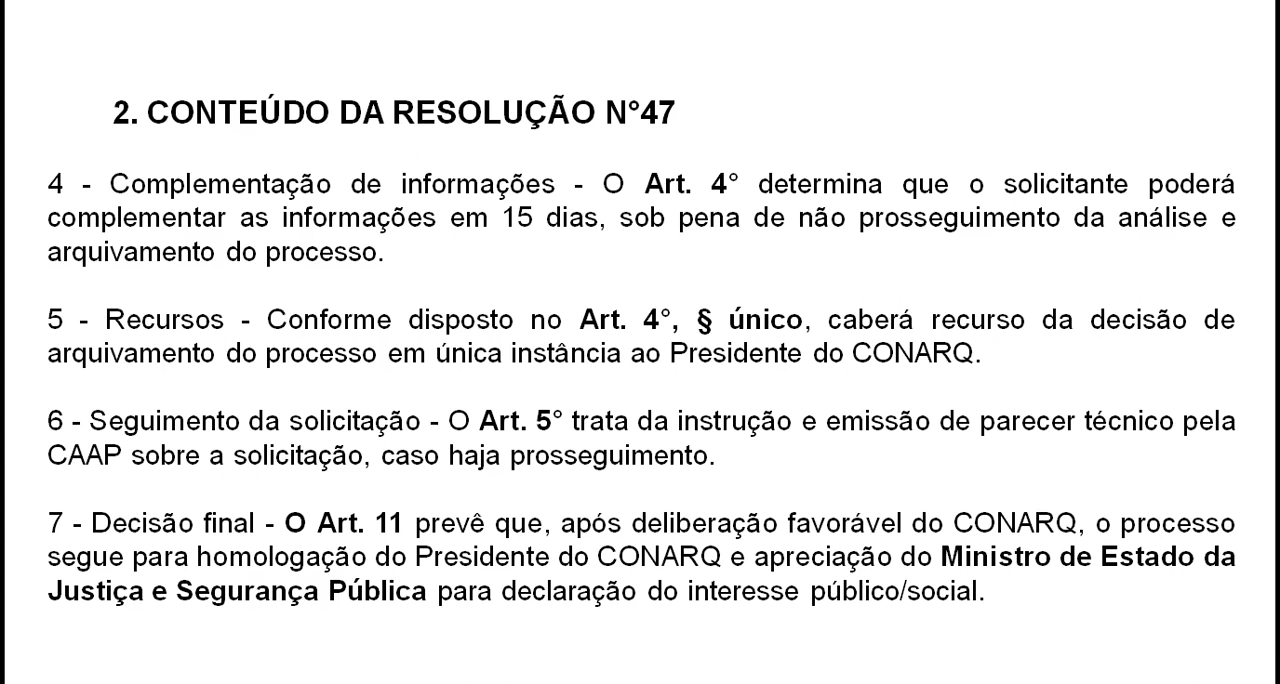 2. CONTEÚDO DA RESOLUÇÃO N°47
4 - Complementação de informações - O Art. 4° determina que o solicitante poderá
complementar as informações em 15 dias, sob pena de não prosseguimento da análise e
arquivamento do processo.
5 - Recursos - Conforme disposto no Art. 4°, § único, caberá recurso da decisão de
arquivamento do processo em única instância ao Presidente do CONARQ.
6 - Seguimento da solicitação - O Art. 5° trata da instrução e emissão de parecer técnico pela
CAAP sobre a solicitação, caso haja prosseguimento.
7 - Decisão final - O Art. 11 prevê que, após deliberação favorável do CONARQ, o processo
segue para homologação do Presidente do CONARQ e apreciação do Ministro de Estado da
Justiça e Segurança Pública para declaração do interesse público/social.